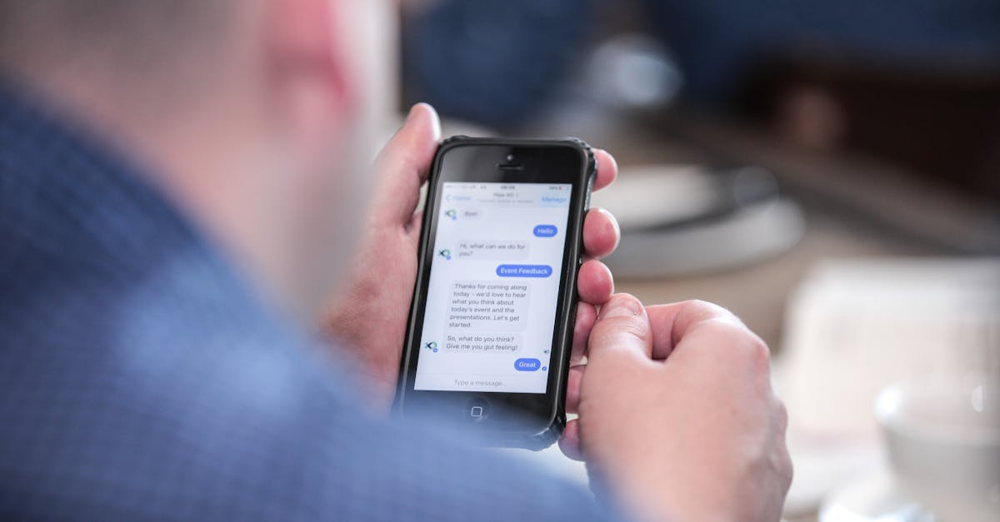 Home
Manage
Bye!
Hello
Hi, what can we do for
you?
Event Feedback
Thanks for coming along
today - we'd love to hear
what you think about
today's event and the
presentations. Let's get
started.
So, what do you think?
Give me you gut feeling!
Great
Type a message...